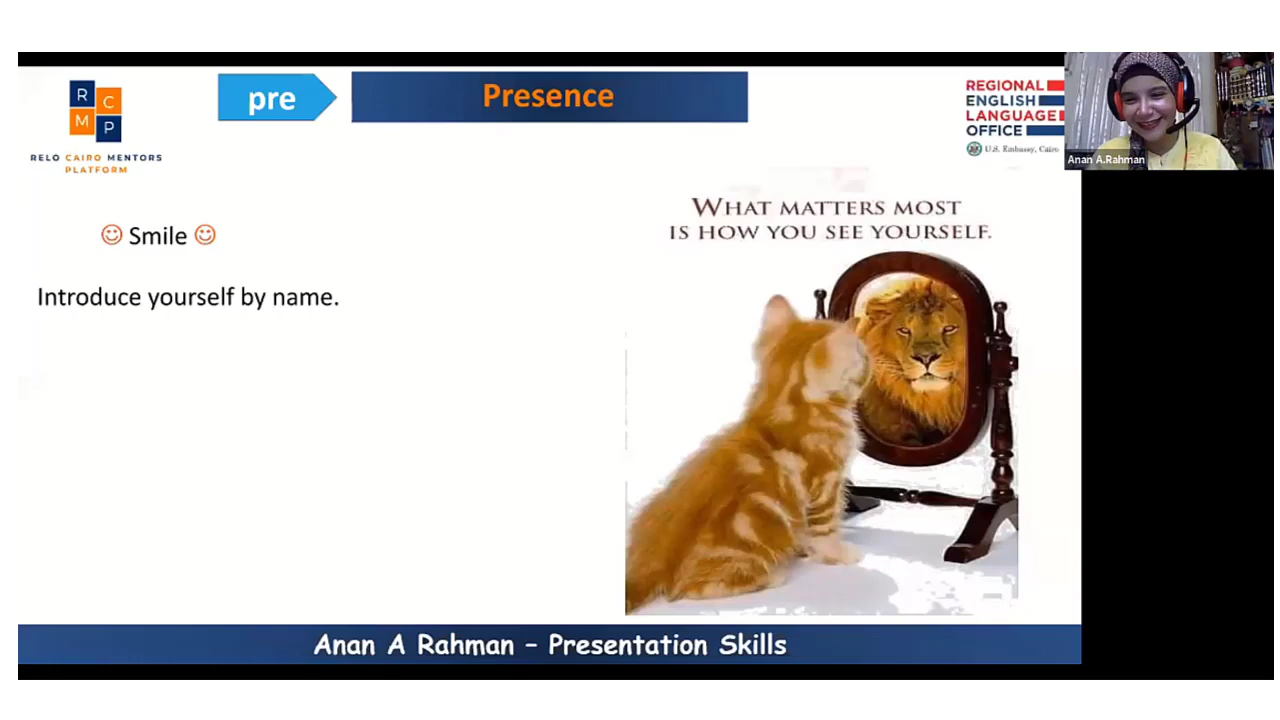 R
C
M
P
RELO CAIRO MENTORS
PLATFORM
pre
Presence
REGIONAL
ENGLISH
LANGUAGE
OFFICE
U.S. Embassy, Cairo
Anan A.Rahman
☺ Smile ☺
Introduce yourself by name.
WHAT MATTERS MOST
IS HOW YOU SEE YOURSELF.
Anan A Rahman – Presentation Skills